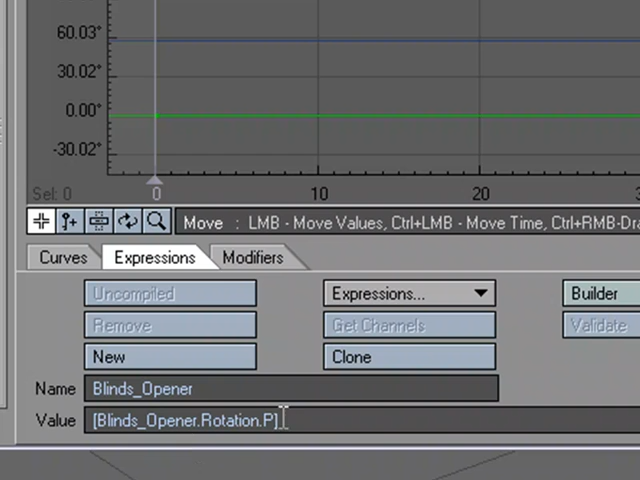 60.03°
30.02°
0.00°
-30.02°
Sel: 0
0 10 20
Move : LMB - Move Values, Ctrl+LMB - Move Time, Ctrl+RMB-Dra
Curves Expressions Modifiers
Uncompiled Expressions... Builder
Remove Get Channels Validate
New Clone
Name Blinds_Opener
Value [Blinds_Opener.Rotation.P]